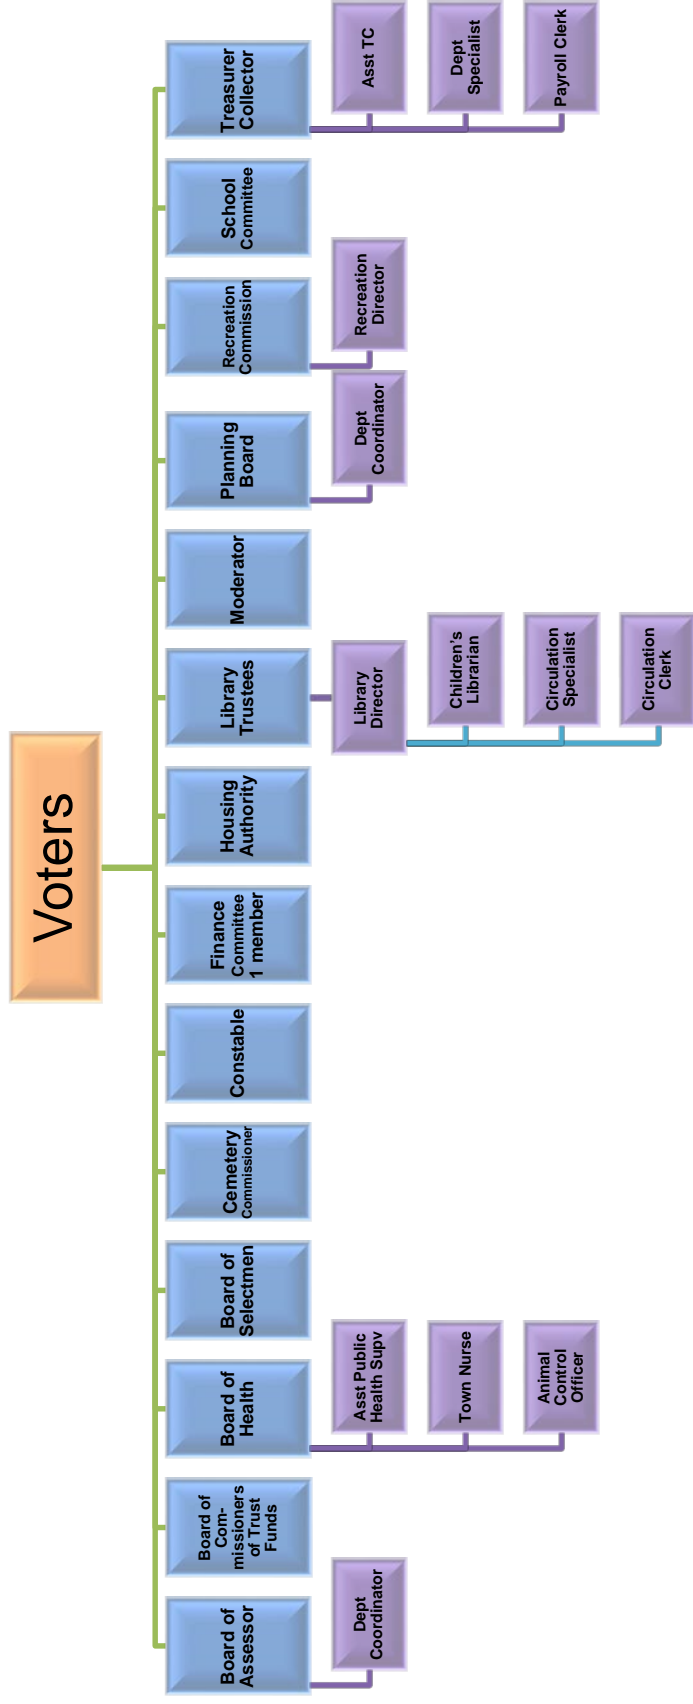 Voters
Board of
Assessor
Board of
Com-
missioners
of Trust
Funds
Board of
Health
Board of
Selectmen
Cemetery
Commissioner
Constable
Finance
Committee
1 member
Housing
Authority
Library
Trustees
Moderator
Planning
Board
Recreation
Commission
School
Committee
Treasurer
Collector
Dept
Coordinator
Asst Public
Health Supv
Town Nurse
Animal
Control
Officer
Library
Director
Children's
Librarian
Circulation
Specialist
Circulation
Clerk
Dept
Coordinator
Recreation
Director
Asst TC
Dept
Specialist
Payroll Clerk